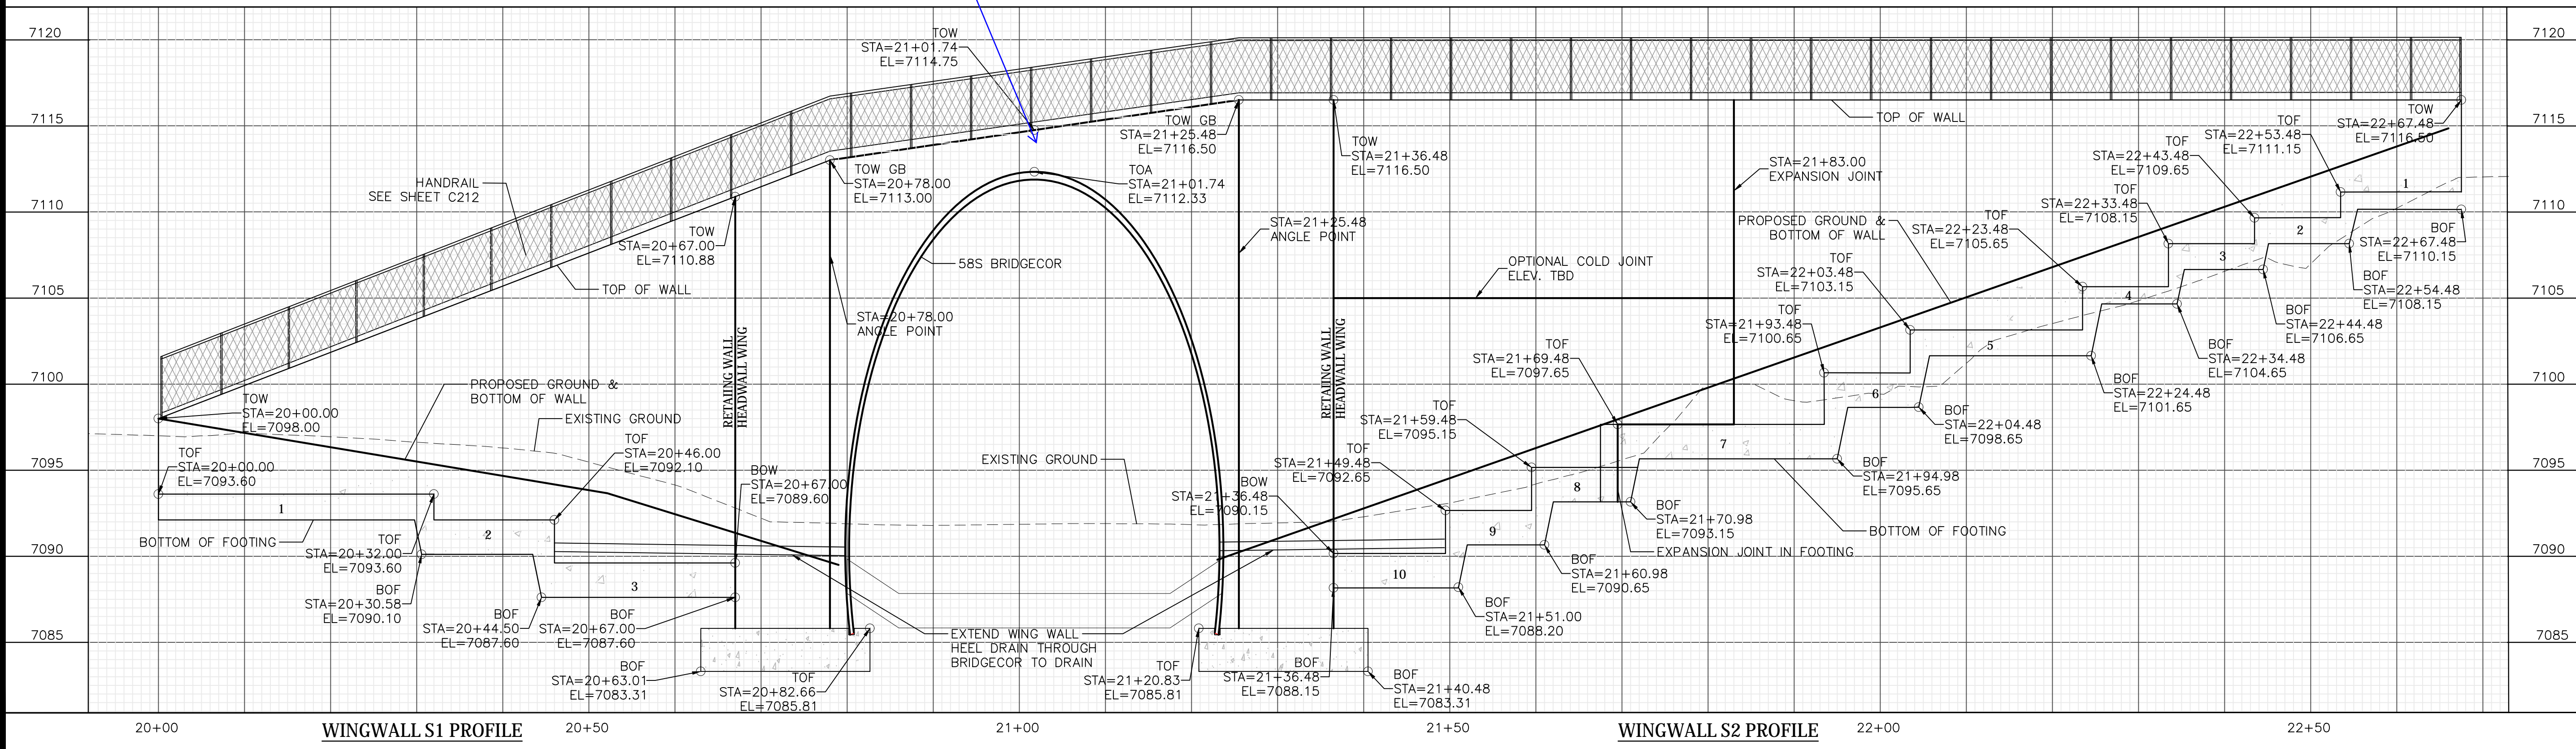 7120
7115
7110
7105
7100
7095
7090
7085
7120
7115
7110
7105
7100
7095
7090
7085
TOW
STA=21+01.74
EL=7114.75
HANDRAIL
SEE SHEET C212
TOP OF WALL
TOW
STA=20+67.00
EL=7110.88
TOW GB
STA=20+78.00
EL=7113.00
TOA
STA=21+01.74
EL=7112.33
TOW GB
STA=21+25.48
EL=7116.50
TOW
STA=21+36.48
EL=7116.50
TOP OF WALL
STA=21+83.00
EXPANSION JOINT
TOW
STA=22+67.48
EL=7116.50
TOF
STA=22+53.48
EL=7111.15
TOF
STA=22+43.48
EL=7109.65
TOF
STA=22+33.48
EL=7108.15
TOF
STA=22+23.48
EL=7105.65
TOF
STA=22+03.48
EL=7103.15
TOF
STA=21+93.48
EL=7100.65
TOF
STA=21+69.48
EL=7097.65
TOF
STA=21+59.48
EL=7095.15
TOF
STA=21+49.48
EL=7092.65
PROPOSED GROUND &
BOTTOM OF WALL
58S BRIDGECOR
STA=21+25.48
ANGLE POINT
STA=20+78.00
ANGLE POINT
OPTIONAL COLD JOINT
ELEV. TBD
RETAING WALL
HEADWALL WING
RETAIING WALL
HEADWALL WING
TOW
STA=20+00.00
EL=7098.00
PROPOSED GROUND &
BOTTOM OF WALL
EXISTING GROUND
TOF
STA=20+00.00
EL=7093.60
TOF
STA=20+46.00
EL=7092.10
BOW
STA=20+67.00
EL=7089.60
EXISTING GROUND
BOW
STA=21+36.48
EL=7090.15
1
2
3
BOTTOM OF FOOTING
TOF
STA=20+32.00
EL=7093.60
BOF
STA=20+30.58
EL=7090.10
BOF
STA=20+44.50
EL=7087.60
BOF
STA=20+67.00
EL=7087.60
BOF
STA=20+63.01
EL=7083.31
TOF
STA=20+82.66
EL=7085.81
EXTEND WING WALL
HEEL DRAIN THROUGH
BRIDGECOR TO DRAIN
TOF
STA=21+20.83
EL=7085.81
BOF
STA=21+36.48
EL=7088.15
BOF
STA=21+40.48
EL=7083.31
BOF
STA=21+51.00
EL=7088.20
BOF
STA=21+60.98
EL=7090.65
EXPANSION JOINT IN FOOTING
BOF
STA=21+70.98
EL=7093.15
BOTTOM OF FOOTING
BOF
STA=21+94.98
EL=7095.65
BOF
STA=22+04.48
EL=7098.65
BOF
STA=22+24.48
EL=7101.65
BOF
STA=22+34.48
EL=7104.65
BOF
STA=22+44.48
EL=7106.65
BOF
STA=22+54.48
EL=7108.15
BOF
STA=22+67.48
EL=7110.15
1
2
3
4
5
6
7
8
9
10
20+00
20+50
21+00
21+50
22+00
22+50
WINGWALL S1 PROFILE
WINGWALL S2 PROFILE